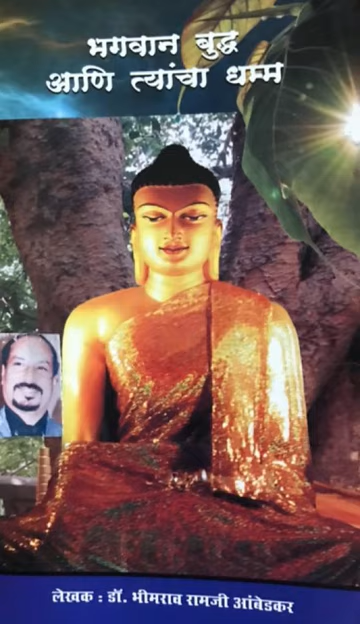 भगवान बुद्ध
आणि त्यांचा धम्म
लेखक : डॉ. भीमराव रामजी आंबेडकर